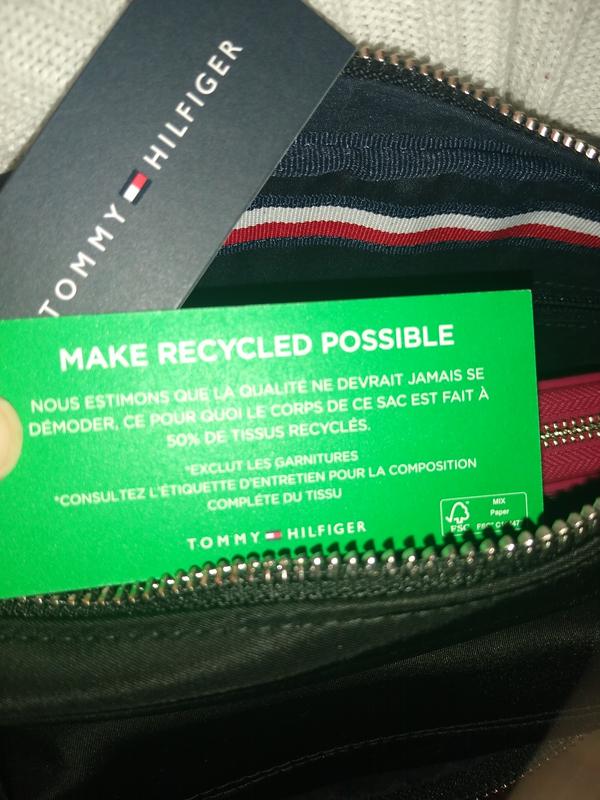 TOMMY HILFIGER
MAKE RECYCLED POSSIBLE
NOUS ESTIMONS QUE LA QUALITÉ NE DEVRAIT JAMAIS SE
DÉMODER, CE POUR QUOI LE CORPS DE CE SAC EST FAIT À
50% DE TISSUS RECYCLÉS.
*EXCLUT LES GARNITURES
*CONSULTEZ L'ÉTIQUETTE D'ENTRETIEN POUR LA COMPOSITION
COMPLÈTE DU TISSU
TOMMY HILFIGER
MIX
Paper
FSC